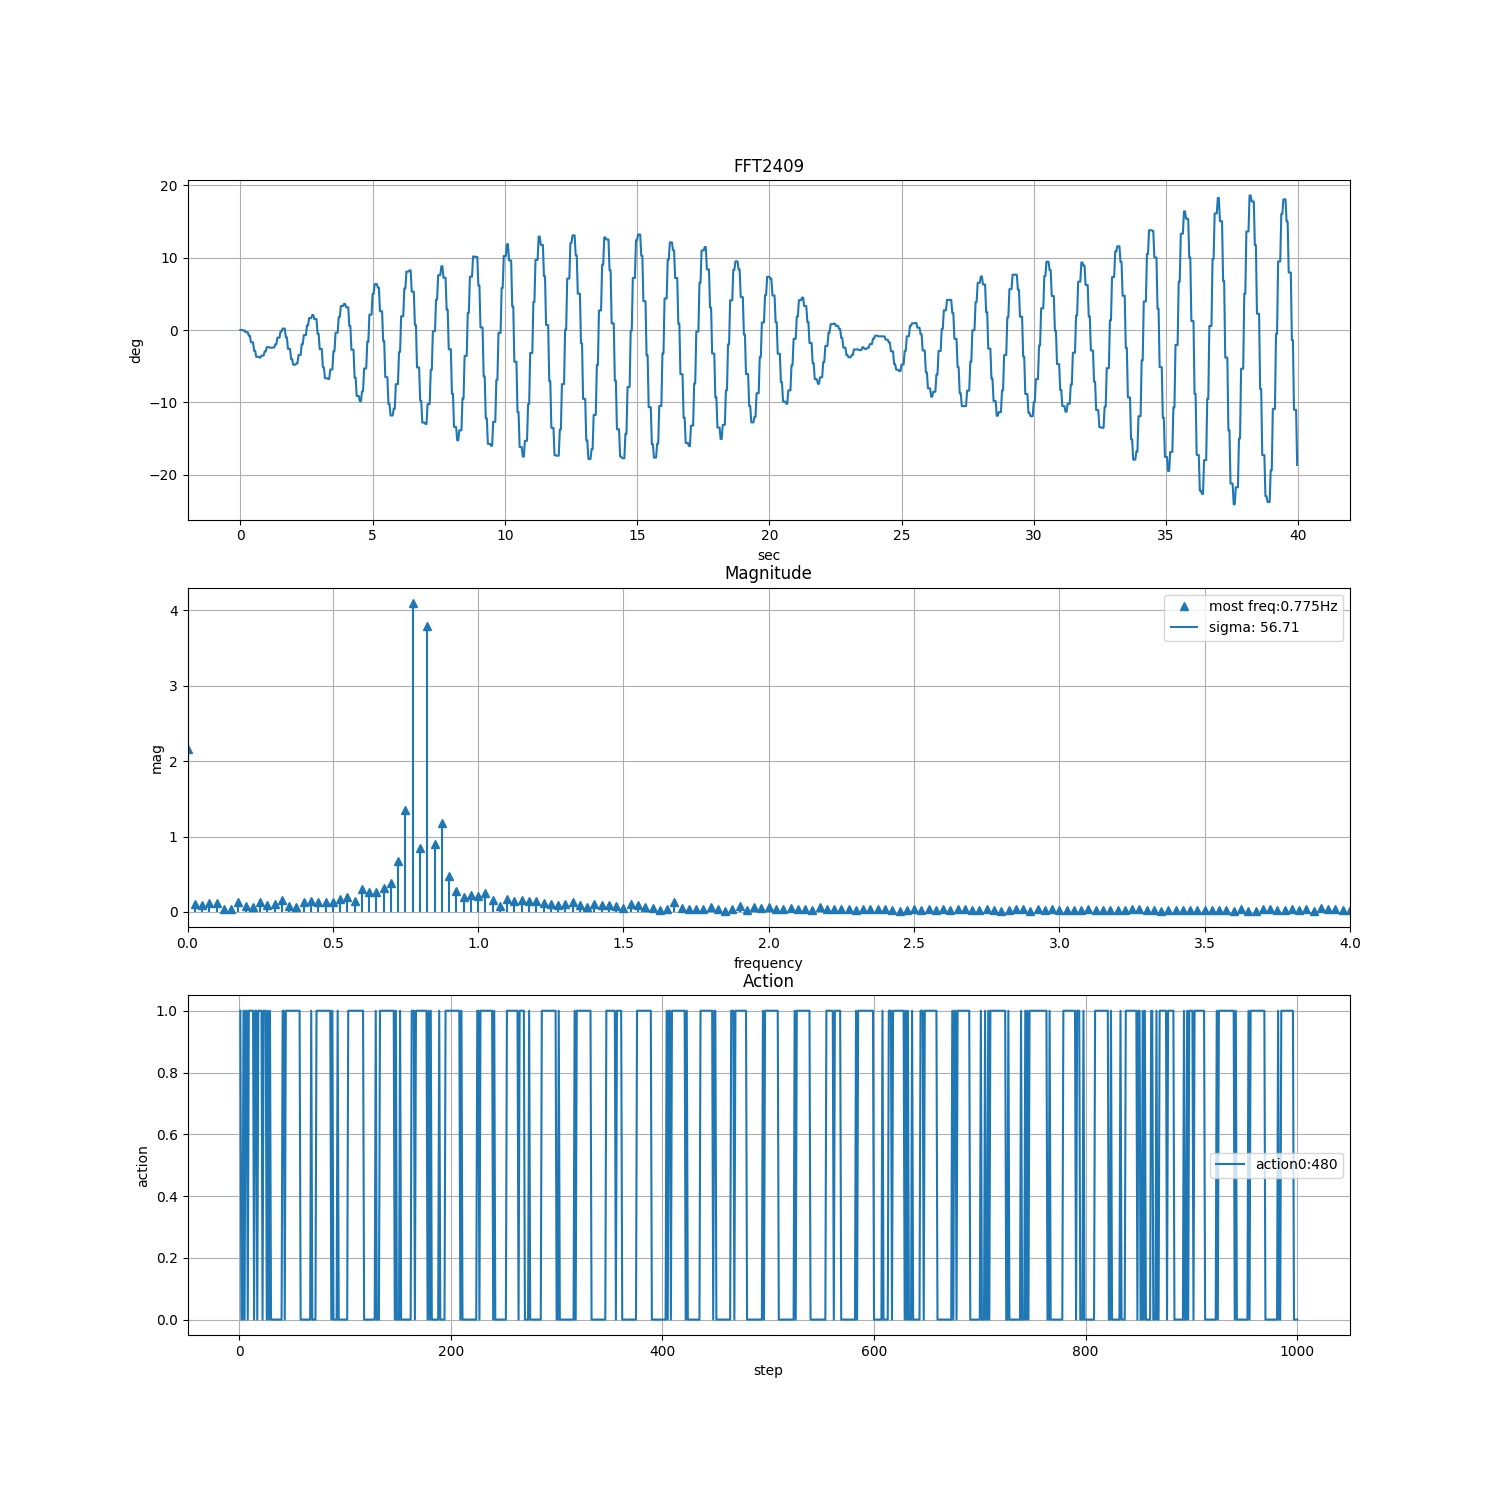 FFT2409
20
10
0
−10
−20
deg
0 5 10 15 20 25 30 35 40
sec
Magnitude
most freq:0.775Hz
sigma: 56.71
4
3
2
1
0
mag
0.0 0.5 1.0 1.5 2.0 2.5 3.0 3.5 4.0
frequency
Action
1.0
0.8
0.6
0.4
0.2
0.0
action
action0:480
0 200 400 600 800 1000
step